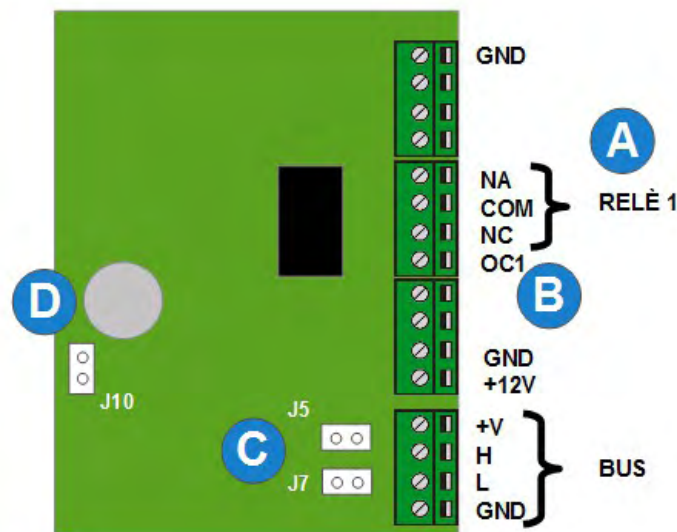 GND
A
NA
COM
NC
RELÈ 1
OC1
B
D
GND
+12V
J10
J5
+V
C
H
J7
L
BUS
GND